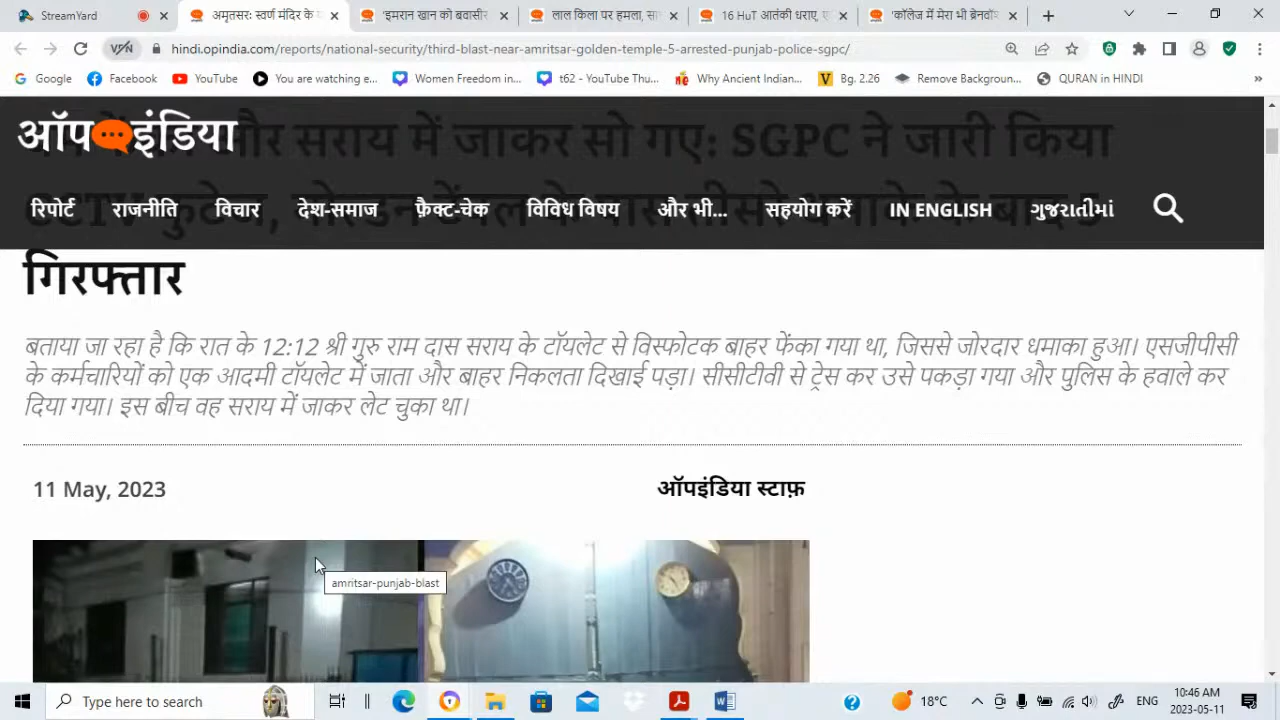 StreamYard
अमृतसरः स्वर्ण मंदिर के
'इमरान खान को बवासीर
लाल किला पर हमला, सा
16 HuT आतंकी धराए, ए
'कॉलेज में मेरा भी ब्रेनवॉ
VPN
hindi.opindia.com/reports/national-security/third-blast-near-amritsar-golden-temple-5-arrested-punjab-police-sgpc/
Google
Facebook
YouTube
You are watching e...
Women Freedom in...
t62 - YouTube Thu...
Why Ancient Indian...
Bg. 2.26
Remove Backgroun...
QURAN in HINDI
ऑपइंडिया
और सराय में जाकर सो गए: SGPC ने जारी किया
रिपोर्ट राजनीति विचार देश-समाज फ़ैक्ट-चेक विविध विषय और भी... सहयोग करें IN ENGLISH ગુજરાતીમાં
गिरफ्तार
बताया जा रहा है कि रात के 12:12 श्री गुरु राम दास सराय के टॉयलेट से विस्फोटक बाहर फेंका गया था, जिससे जोरदार धमाका हुआ। एसजीपीसी
के कर्मचारियों को एक आदमी टॉयलेट में जाता और बाहर निकलता दिखाई पड़ा। सीसीटीवी से ट्रेस कर उसे पकड़ा गया और पुलिस के हवाले कर
दिया गया। इस बीच वह सराय में जाकर लेट चुका था।
11 May, 2023
ऑपइंडिया स्टाफ़
amritsar-punjab-blast
Type here to search
18°C
ENG
10:46 AM
2023-05-11